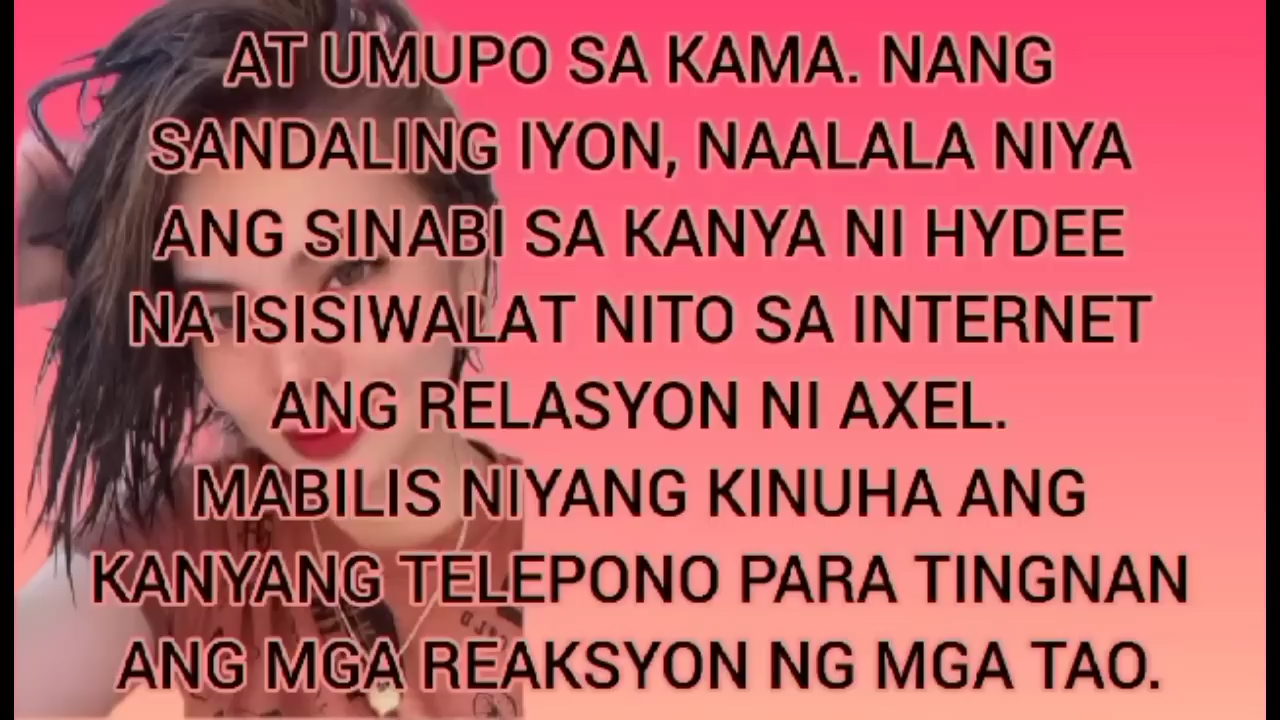 AT UMUPO SA KAMA. NANG
SANDALING IYON, NAALALA NIYA
ANG SINABI SA KANYA NI HYDEE
NA ISISIWALAT NITO SA INTERNET
ANG RELASYON NI AXEL.
MABILIS NIYANG KINUHA ANG
KANYANG TELEPONO PARA TINGNAN
ANG MGA REAKSYON NG MGA TAO.